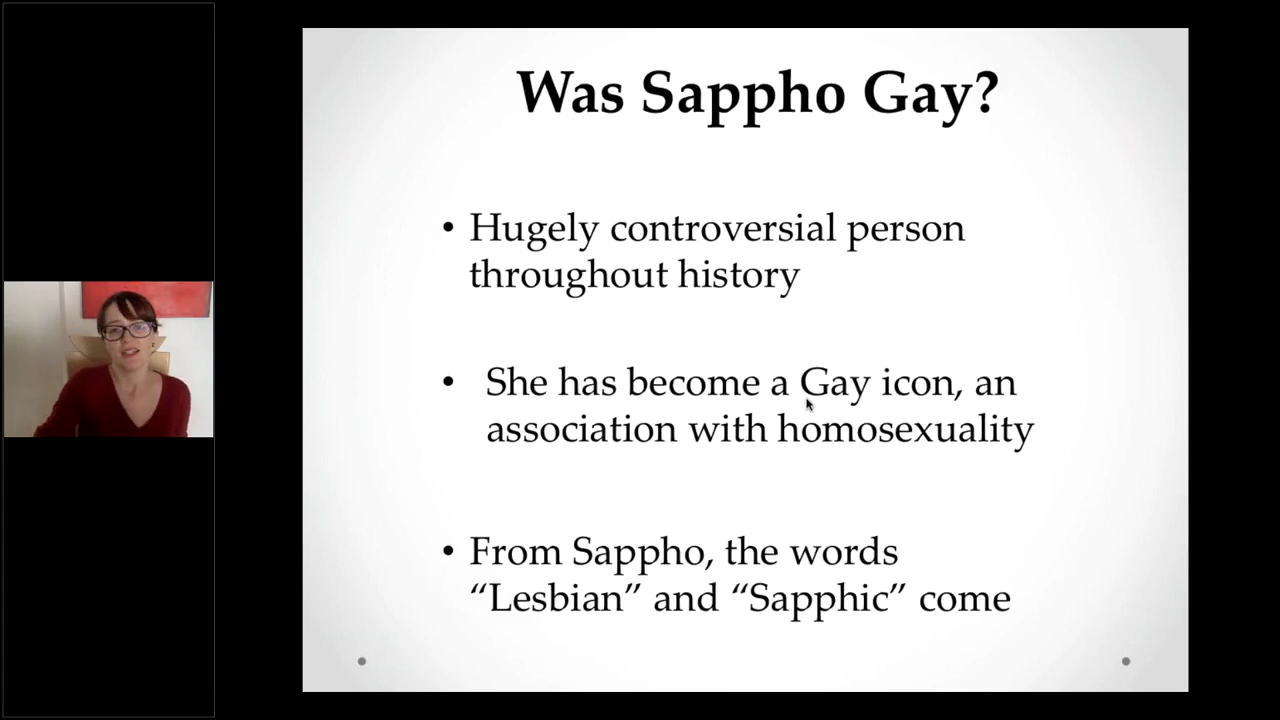 Was Sappho Gay?
• Hugely controversial person
throughout history
• She has become a Gay icon, an
association with homosexuality
• From Sappho, the words
“Lesbian” and “Sapphic” come